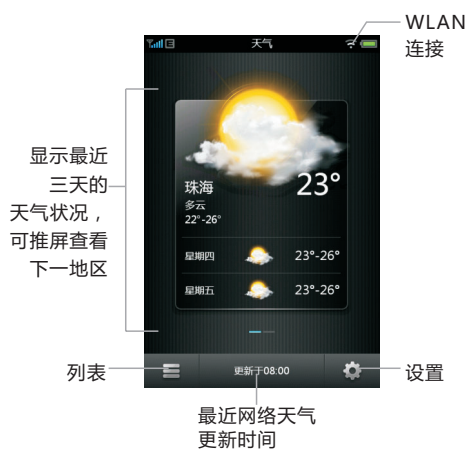 WLAN
连接
天气
显示最近
三天的
天气状况，
可推屏查看
下一地区
珠海
多云
22°-26°
23°
星期四 23°-26°
星期五 23°-26°
列表
更新于08:00
设置
最近网络天气
更新时间